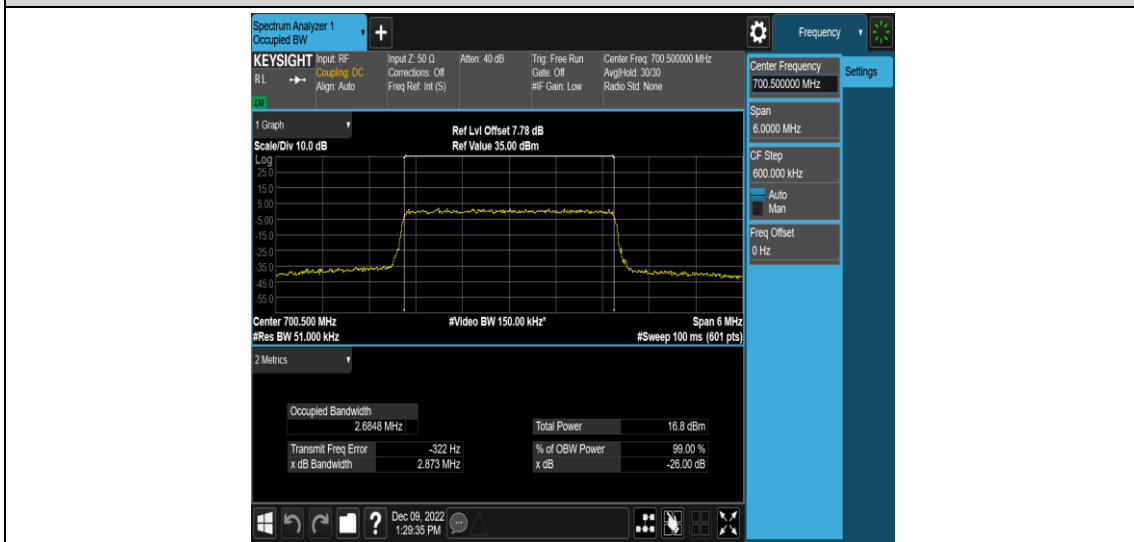 Spectrum Analyzer 1
Occupied BW
+
Frequency
KEYSIGHT Input: RF Input Z: 50 Ω Atten: 40 dB Trig: Free Run Center Freq: 700.500000 MHz
RL Coupling: DC Corrections: Off Gate: Off Avg|Hold: 30/30
Align: Auto Freq Ref: Int (S) #IF Gain: Low Radio Std: None
Center Frequency
700.500000 MHz
Settings
Span
6.0000 MHz
CF Step
600.000 kHz
Auto
Man
Freq Offset
0 Hz
1 Graph
Ref Lvl Offset 7.78 dB
Scale/Div 10.0 dB Ref Value 35.00 dBm
Log
25.0
15.0
5.00
-5.00
-15.0
-25.0
-35.0
-45.0
-55.0
Center 700.500 MHz #Video BW 150.00 kHz* Span 6 MHz
#Res BW 51.000 kHz #Sweep 100 ms (601 pts)
2 Metrics
Occupied Bandwidth
2.6848 MHz Total Power 16.8 dBm
Transmit Freq Error -322 Hz % of OBW Power 99.00 %
x dB Bandwidth 2.873 MHz x dB -26.00 dB
? Dec 09, 2022
1:29:35 PM